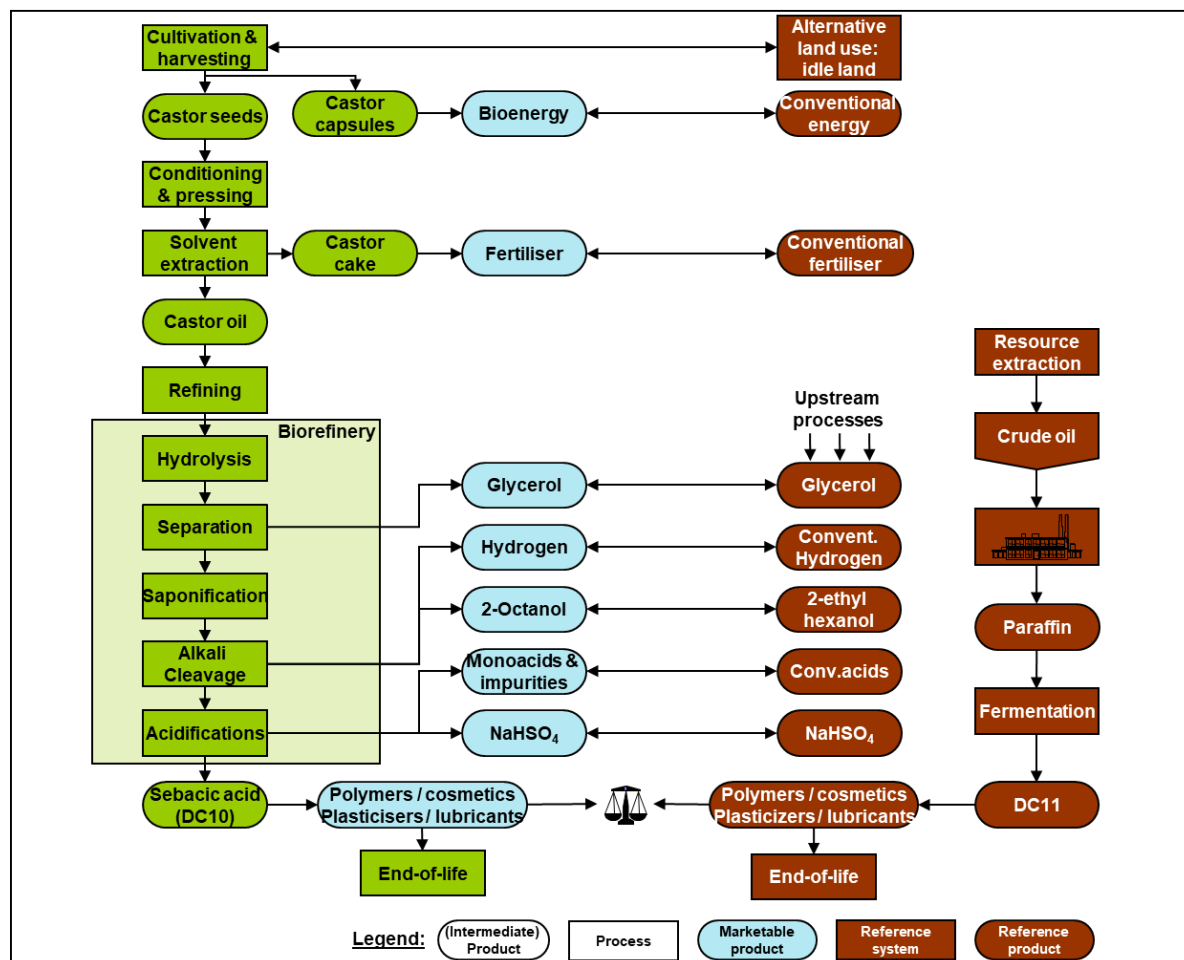 Cultivation &
harvesting
Alternative
land use:
idle land
Castor seeds
Castor
capsules
Bioenergy
Conventional
energy
Conditioning
& pressing
Solvent
extraction
Castor
cake
Fertiliser
Conventional
fertiliser
Castor oil
Resource
extraction
Refining
Upstream
processes
Biorefinery
Crude oil
Hydrolysis
Glycerol
Glycerol
Separation
Hydrogen
Convent.
Hydrogen
Saponification
2-Octanol
2-ethyl
hexanol
Paraffin
Alkali
Cleavage
Monoacids &
impurities
Conv.acids
Fermentation
Acidifications
NaHSO₄
NaHSO₄
Sebacic acid
(DC10)
Polymers / cosmetics
Plasticisers / lubricants
Polymers / cosmetics
Plasticizers / lubricants
DC11
End-of-life
End-of-life
Legend:
(Intermediate)
Product
Process
Marketable
product
Reference
system
Reference
product